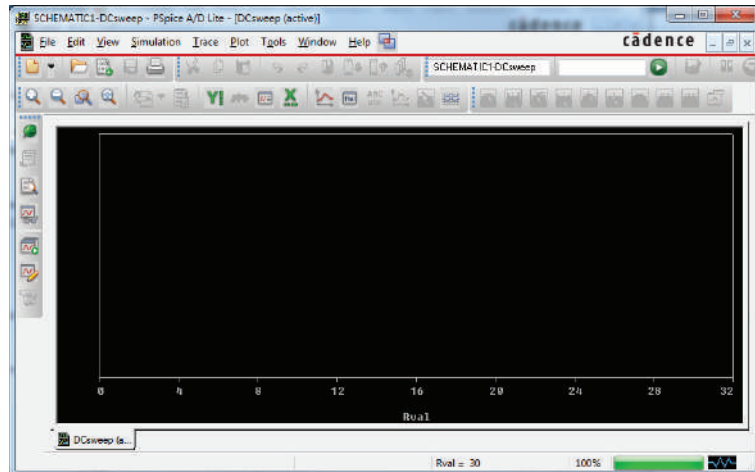 SCHEMATIC1-DCsweep - PSpice A/D Lite - [DCsweep (active)]
File Edit View Simulation Trace Plot Tools Window Help cādence
SCHEMATIC1-DCsweep
0 4 8 12 16 20 24 28 32
Rval
DCsweep (a...
Rval = 30 100%